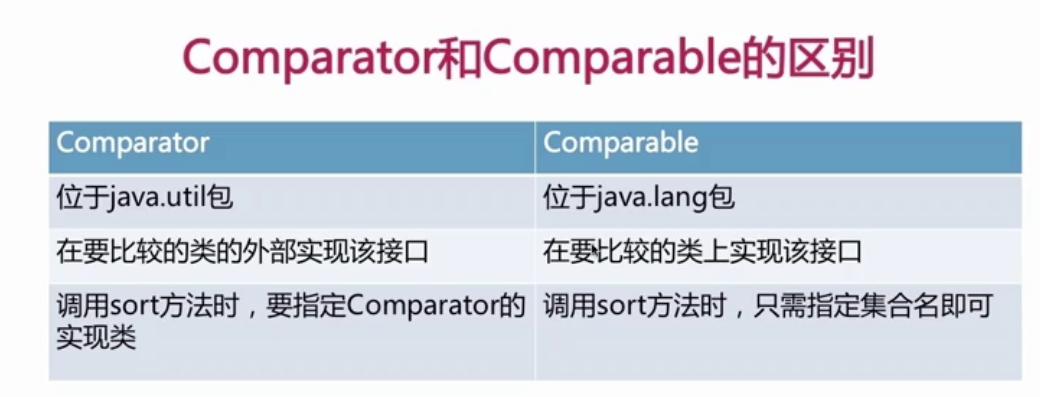 Comparator和Comparable的区别
Comparator
Comparable
位于java.util包
位于java.lang包
在要比较的类的外部实现该接口
在要比较的类上实现该接口
调用sort方法时，要指定Comparator的
实现类
调用sort方法时，只需指定集合名即可